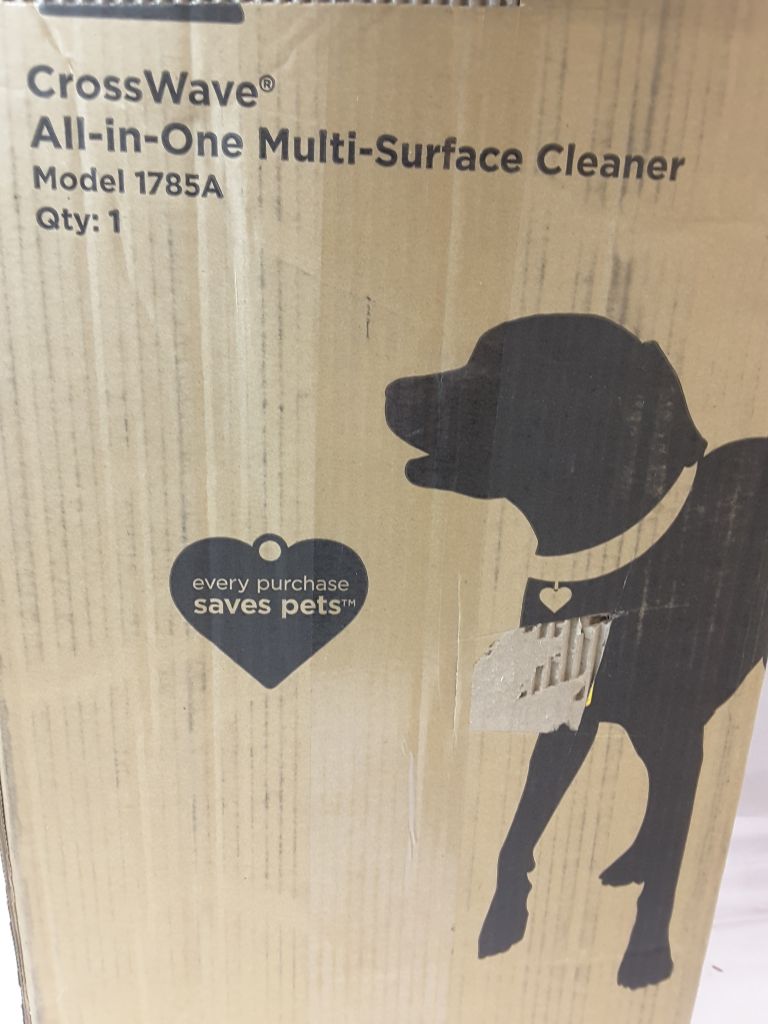 CrossWave®
All-in-One Multi-Surface Cleaner
Model 1785A
Qty: 1
every purchase
saves pets™